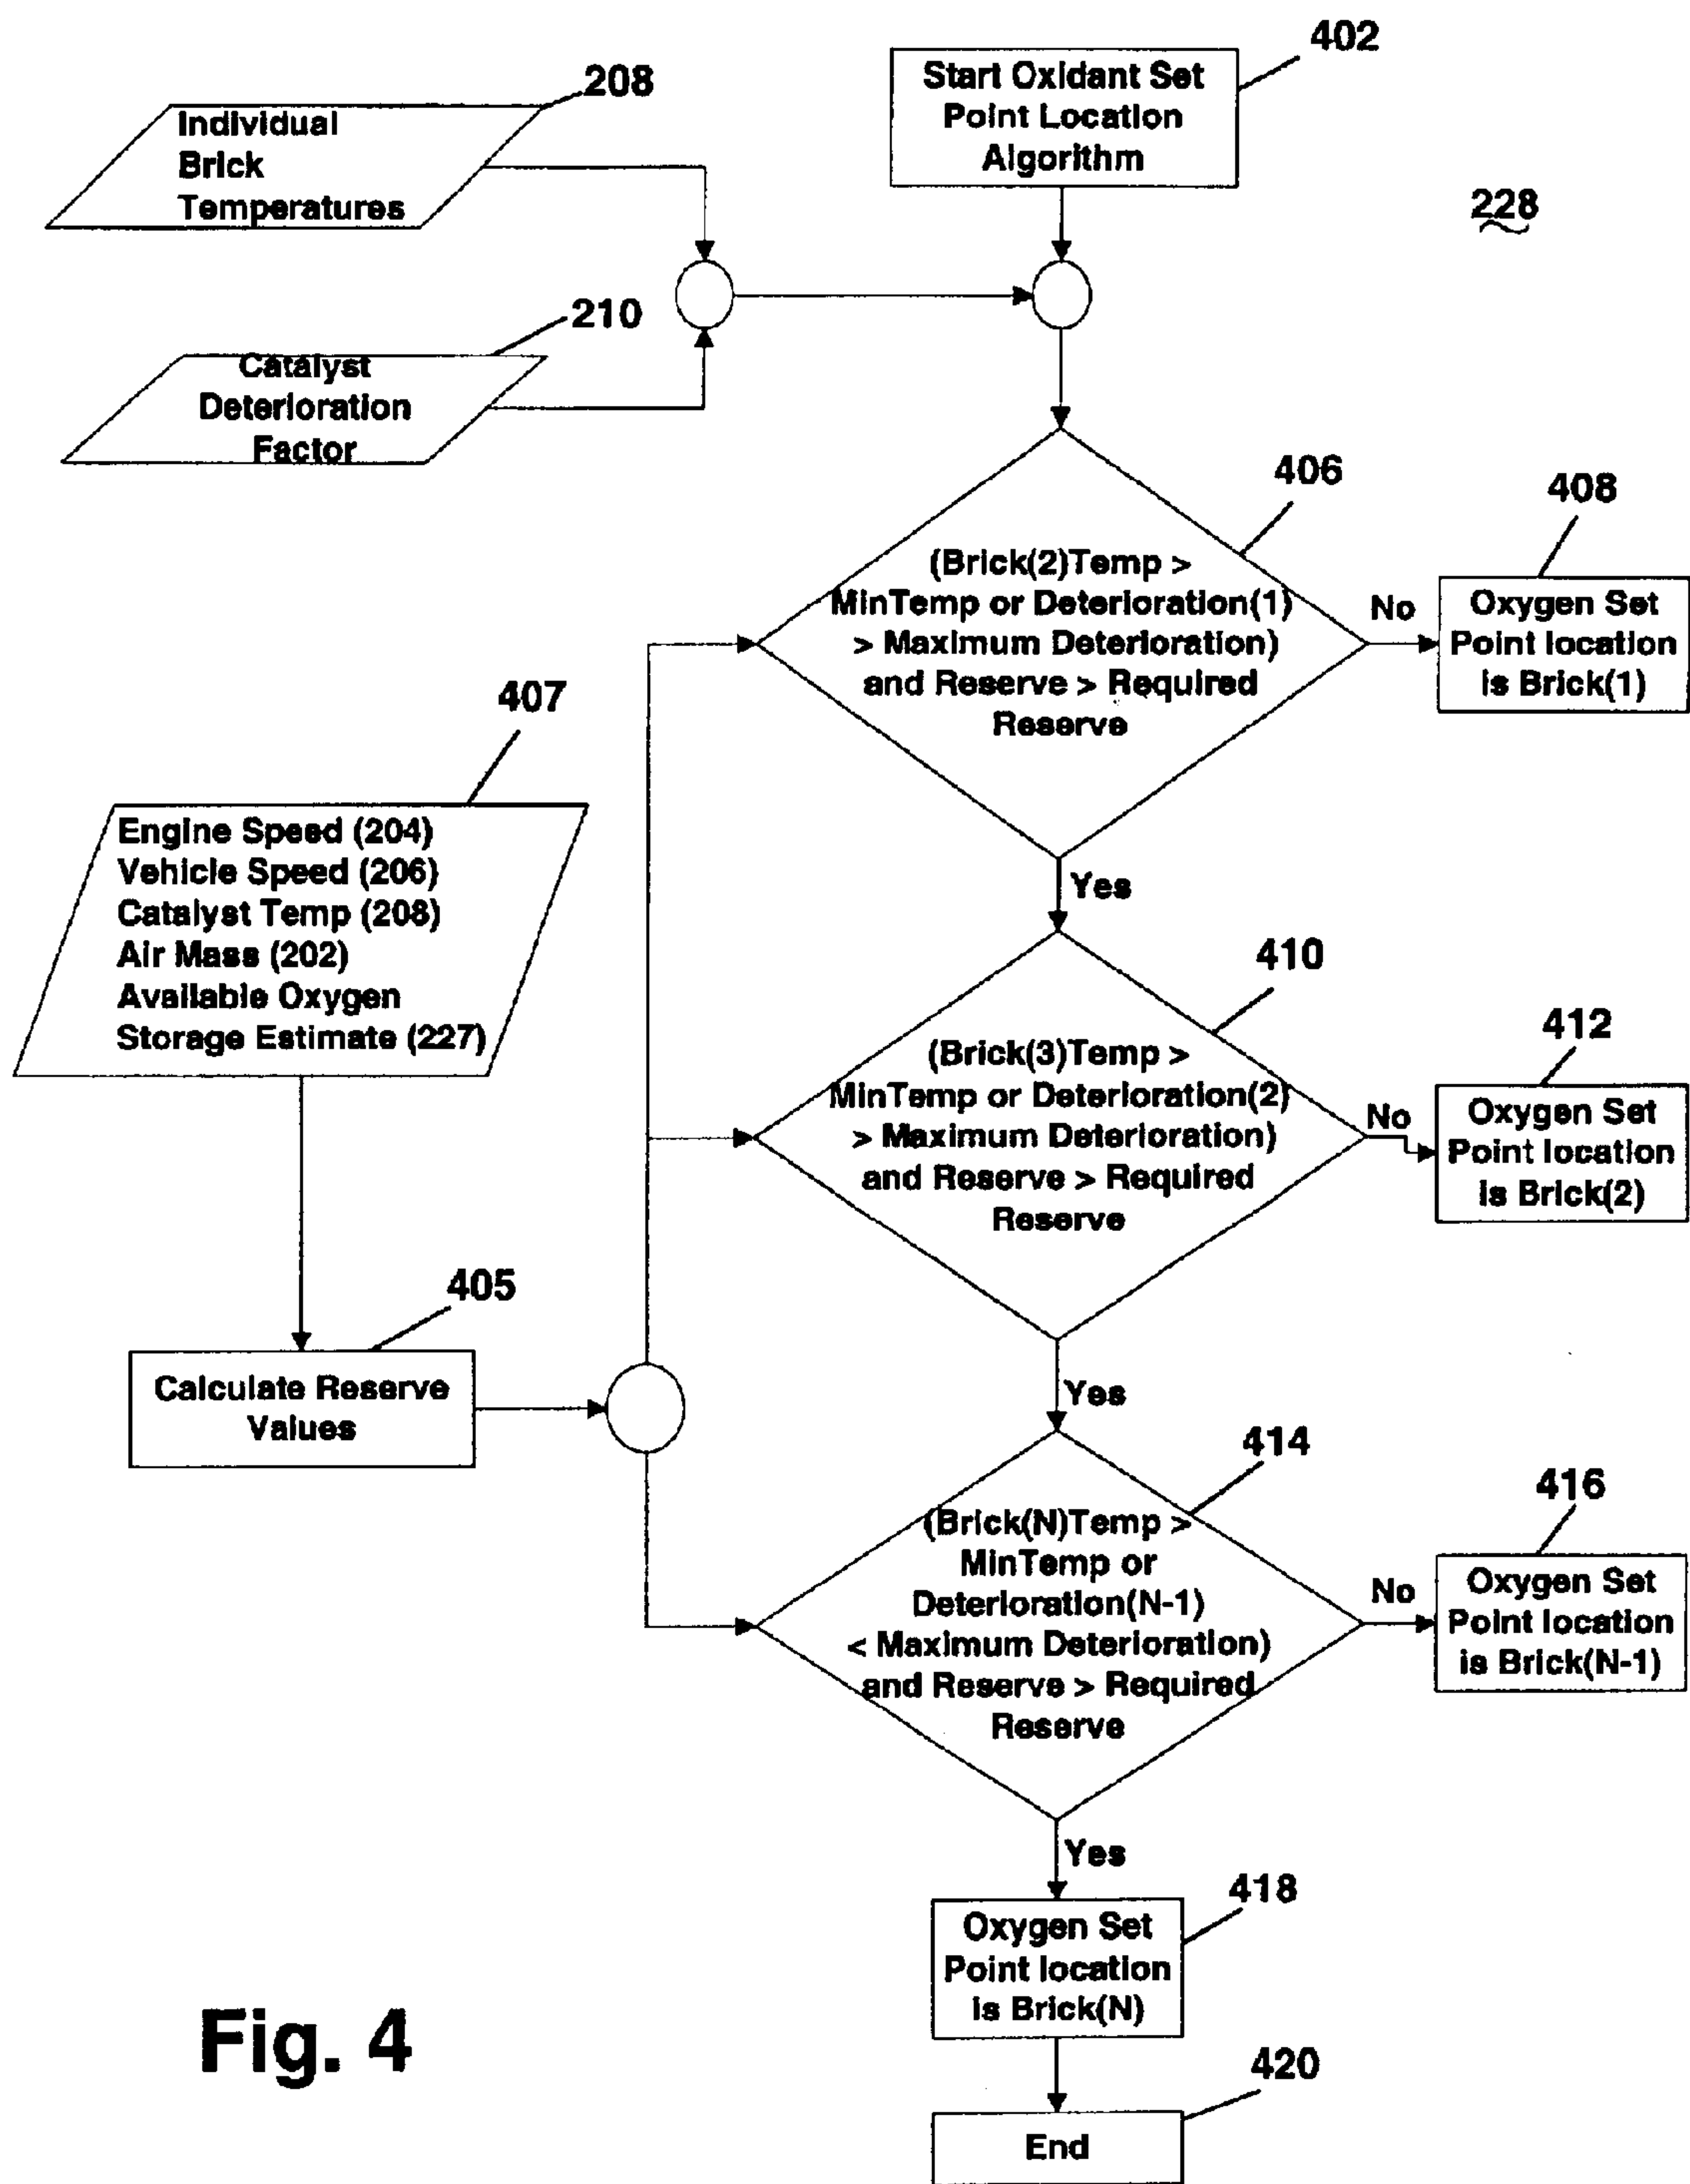 402
Start Oxidant Set
Point Location
Algorithm
208
Individual
Brick
Temperatures
228
210
Catalyst
Deterioration
Factor
406
(Brick(2)Temp >
MinTemp or Deterioration(1)
> Maximum Deterioration)
and Reserve > Required
Reserve
No
408
Oxygen Set
Point location
is Brick(1)
Yes
407
Engine Speed (204)
Vehicle Speed (206)
Catalyst Temp (208)
Air Mass (202)
Available Oxygen
Storage Estimate (227)
410
(Brick(3)Temp >
MinTemp or Deterioration(2)
> Maximum Deterioration)
and Reserve > Required
Reserve
No
412
Oxygen Set
Point location
is Brick(2)
Yes
405
Calculate Reserve
Values
414
(Brick(N)Temp >
MinTemp or
Deterioration(N-1)
< Maximum Deterioration)
and Reserve > Required
Reserve
No
416
Oxygen Set
Point location
is Brick(N-1)
Yes
418
Oxygen Set
Point location
is Brick(N)
420
End
Fig. 4